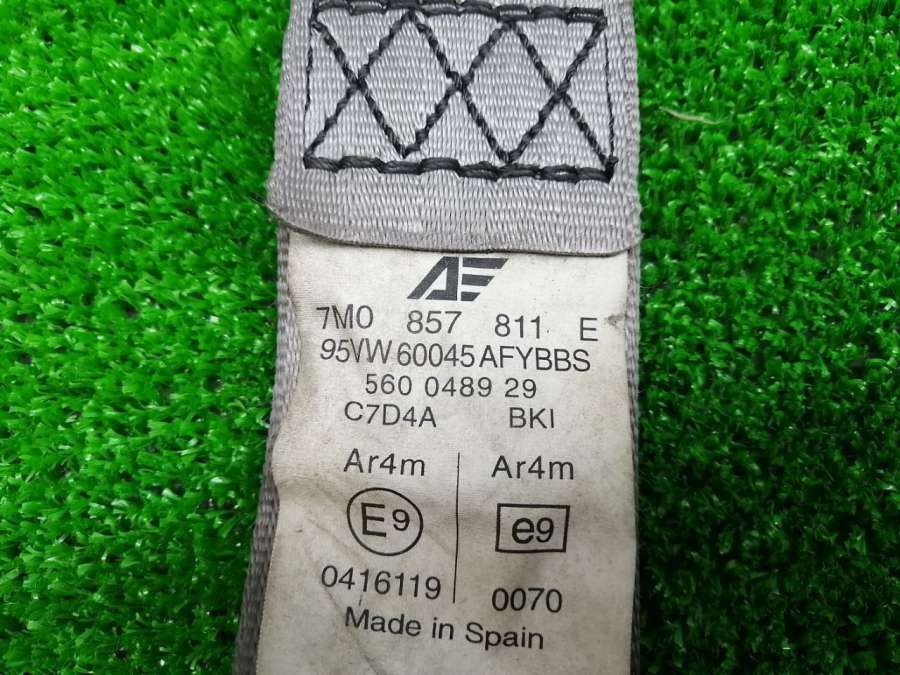 AE
7M0 857 811 E
95VW 60045 AFYBBS
560 0489 29
C7D4A BKI
Ar4m Ar4m
E9 e9
0416119 0070
Made in Spain